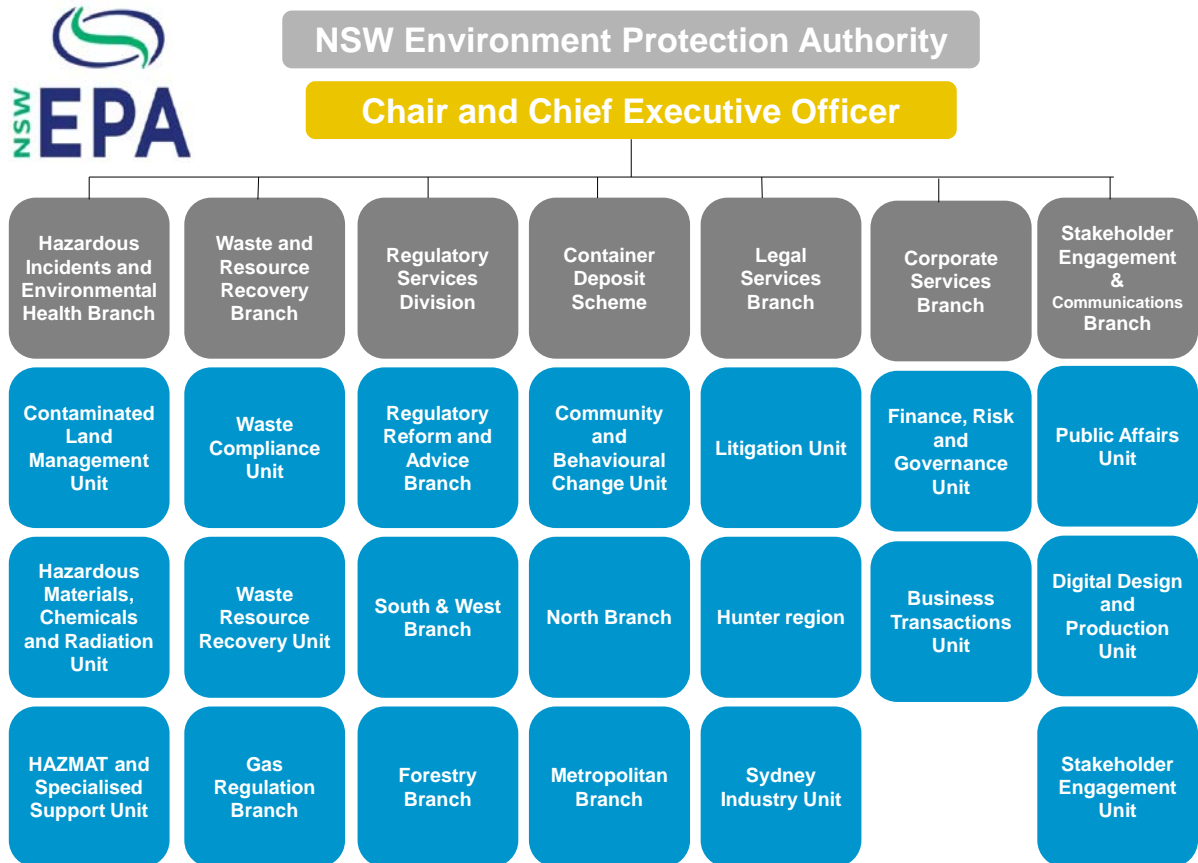 NSW
EPA
NSW Environment Protection Authority
Chair and Chief Executive Officer
Hazardous
Incidents and
Environmental
Health Branch
Waste and
Resource
Recovery
Branch
Regulatory
Services
Division
Container
Deposit
Scheme
Legal
Services
Branch
Corporate
Services
Branch
Stakeholder
Engagement
&
Communications
Branch
Contaminated
Land
Management
Unit
Waste
Compliance
Unit
Regulatory
Reform and
Advice
Branch
Community
and
Behavioural
Change Unit
Litigation Unit
Finance, Risk
and
Governance
Unit
Public Affairs
Unit
Hazardous
Materials,
Chemicals
and Radiation
Unit
Waste
Resource
Recovery Unit
South & West
Branch
North Branch
Hunter region
Business
Transactions
Unit
Digital Design
and
Production
Unit
HAZMAT and
Specialised
Support Unit
Gas
Regulation
Branch
Forestry
Branch
Metropolitan
Branch
Sydney
Industry Unit
Stakeholder
Engagement
Unit